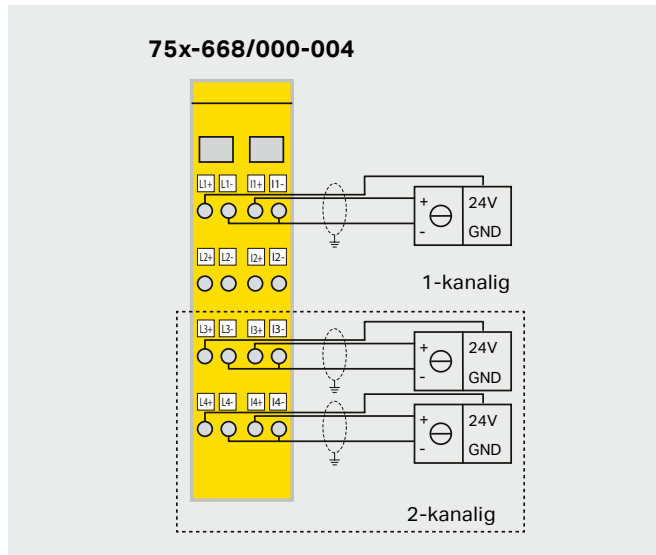 75x-668/000-004
L1+ L1- I1+ I1-
+ 24V
- GND
L2+ L2- I2+ I2-
1-kanalig
L3+ L3- I3+ I3-
+ 24V
- GND
L4+ L4- I4+ I4-
+ 24V
- GND
2-kanalig